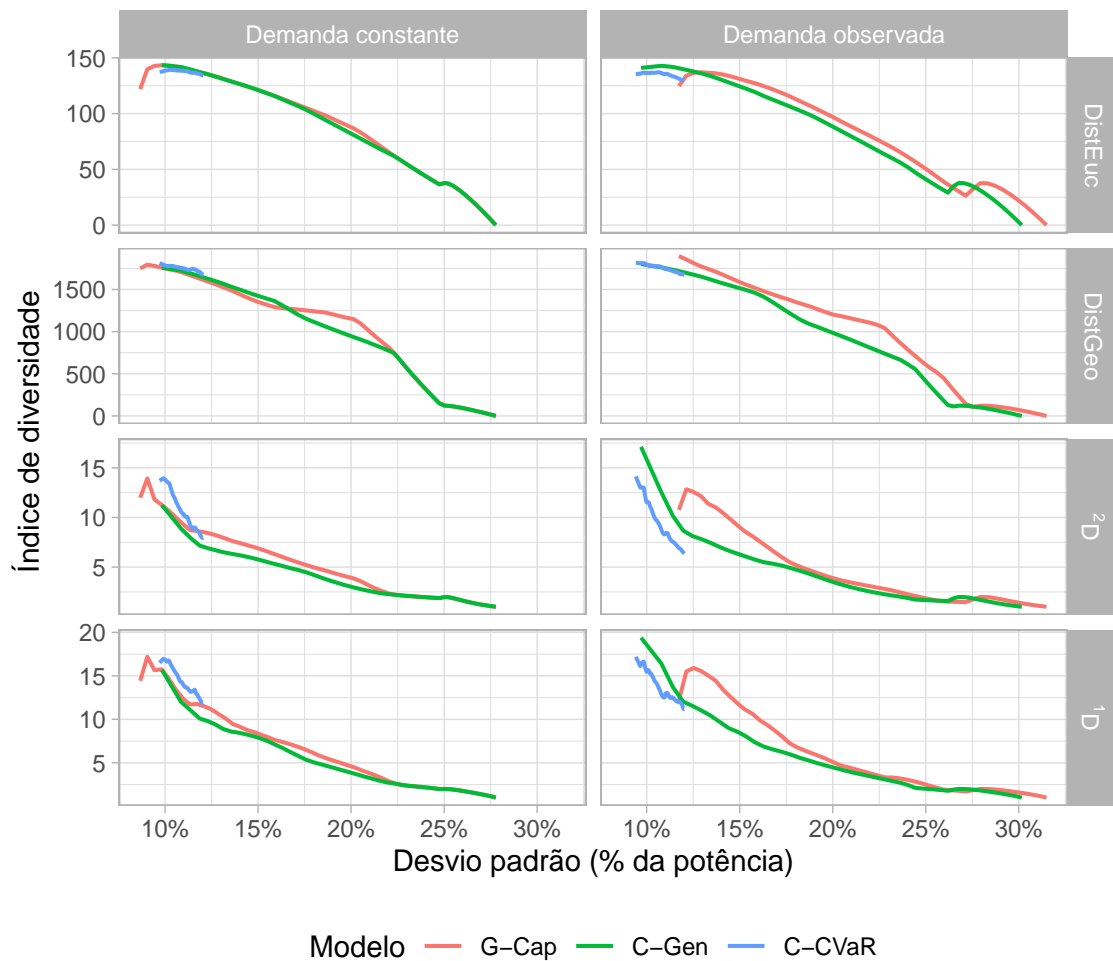 Demanda constante
Demanda observada
Índice de diversidade
150
100
50
0
DistEuc
1500
1000
500
0
DistGeo
15
10
5
²D
20
15
10
5
¹D
10% 15% 20% 25% 30%
10% 15% 20% 25% 30%
Desvio padrão (% da potência)
Modelo G−Cap C−Gen C−CVaR